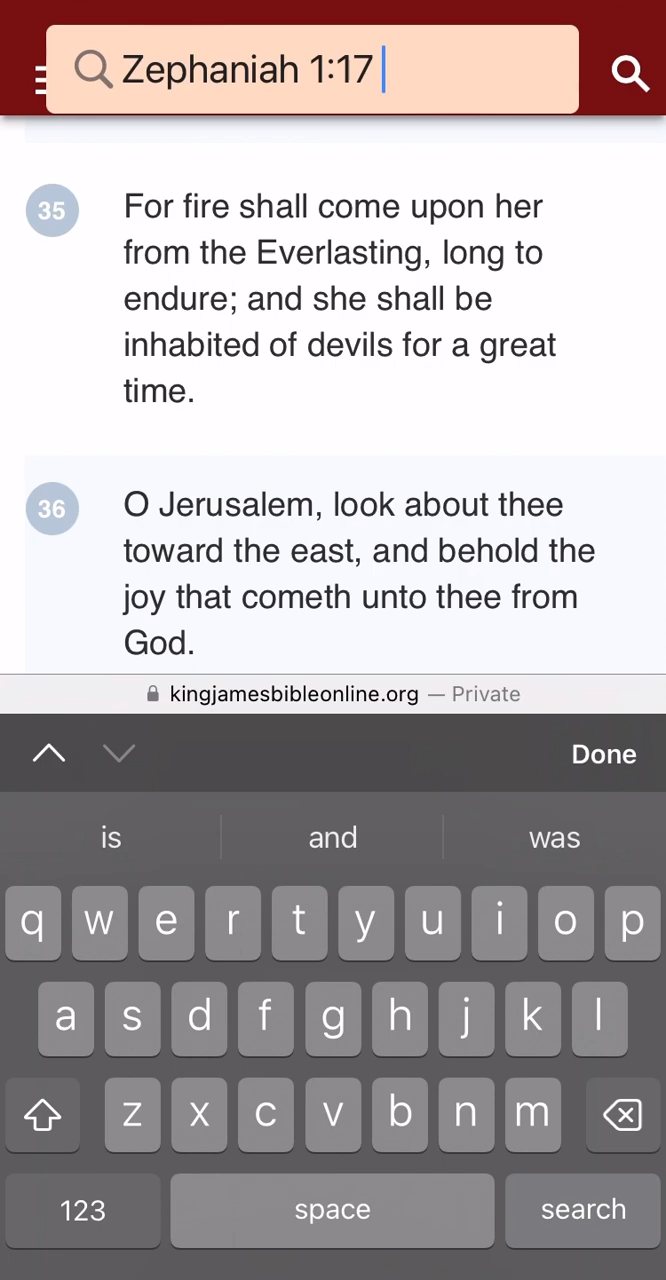 Zephaniah 1:17
35
For fire shall come upon her
from the Everlasting, long to
endure; and she shall be
inhabited of devils for a great
time.
36
O Jerusalem, look about thee
toward the east, and behold the
joy that cometh unto thee from
God.
kingjamesbibleonline.org — Private
Done
is and was
q w e r t y u i o p
a s d f g h j k l
z x c v b n m
123 space search